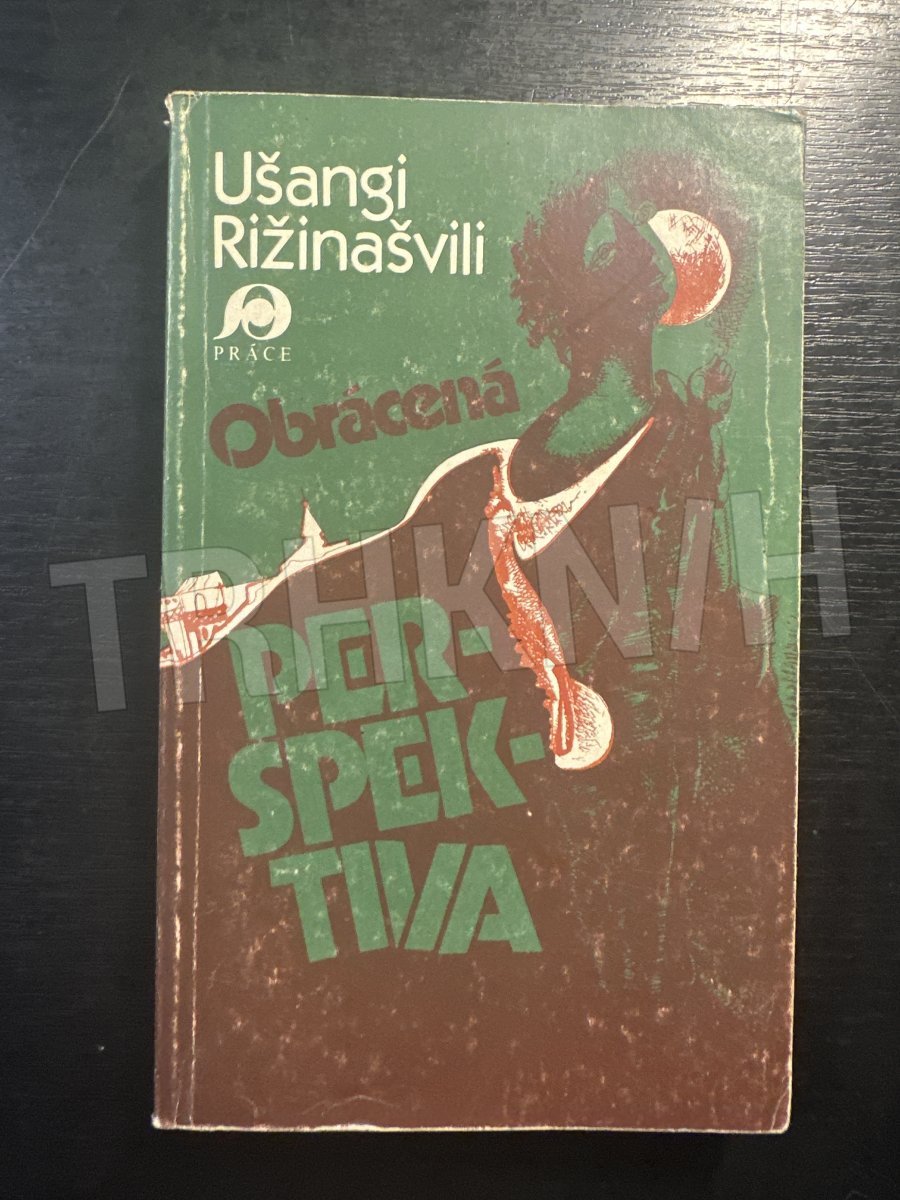 Ušangi
Rižinašvili
PRÁCE
Obrácená
PER-
SPEK-
TIVA
TRHKNIH